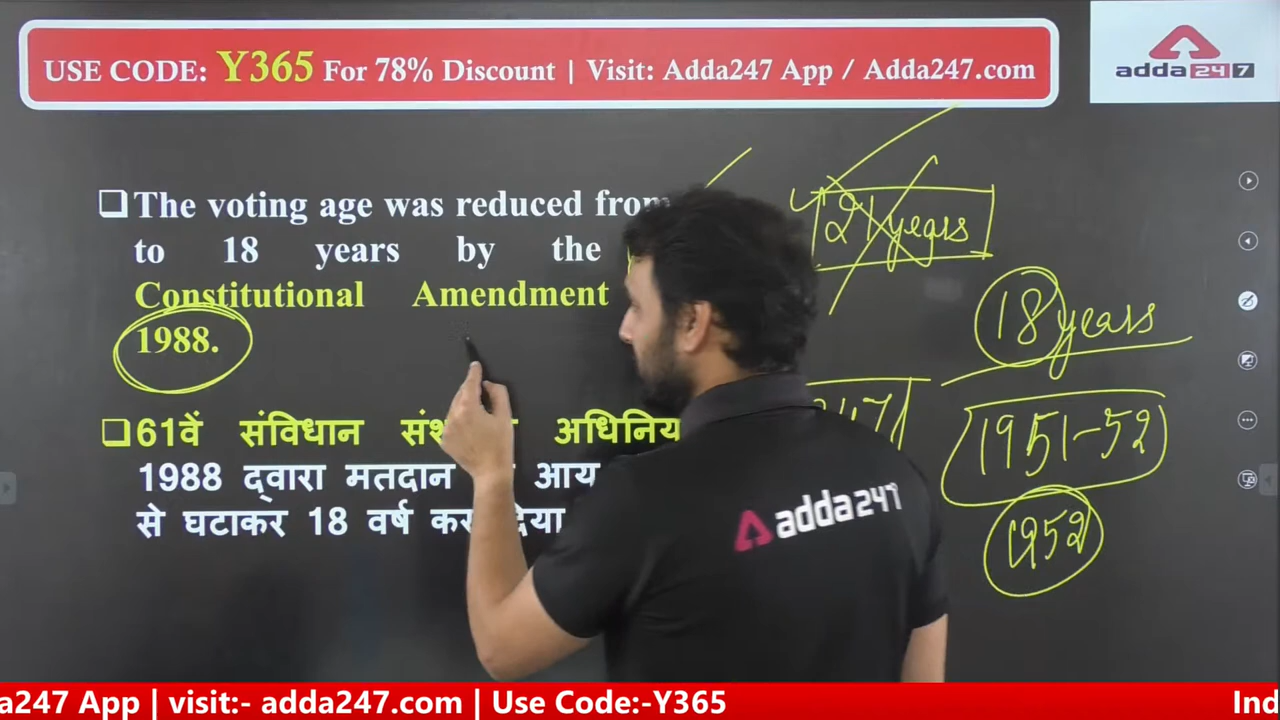 USE CODE: Y365 For 78% Discount | Visit: Adda247 App / Adda247.com
adda247
The voting age was reduced from
to 18 years by the
Constitutional Amendment
1988.
21 years
18 years
1951-52
1952
61वें संविधान अधिनिय
1988 द्वारा मतदान आय
से घटाकर 18 वर्ष कर दिया
adda247
a247 App | visit:- adda247.com | Use Code:-Y365
Ind